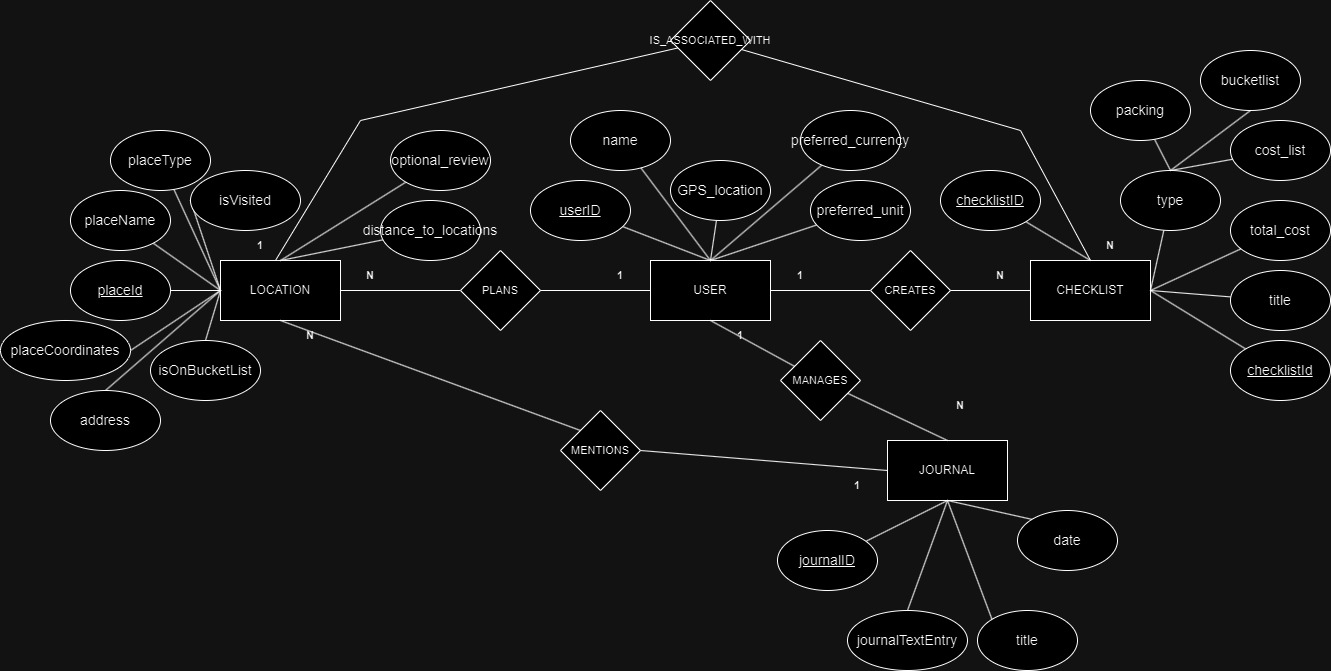 IS_ASSOCIATED_WITH
bucketlist
packing
name
preferred_currency
cost_list
placeType
optional_review
GPS_location
isVisited
checklistID
type
placeName
userID
preferred_unit
distance_to_locations
total_cost
1
N
N
1
1
N
placeId
LOCATION
PLANS
USER
CREATES
CHECKLIST
title
N
1
placeCoordinates
isOnBucketList
checklistId
MANAGES
N
address
MENTIONS
JOURNAL
1
date
journalID
journalTextEntry
title